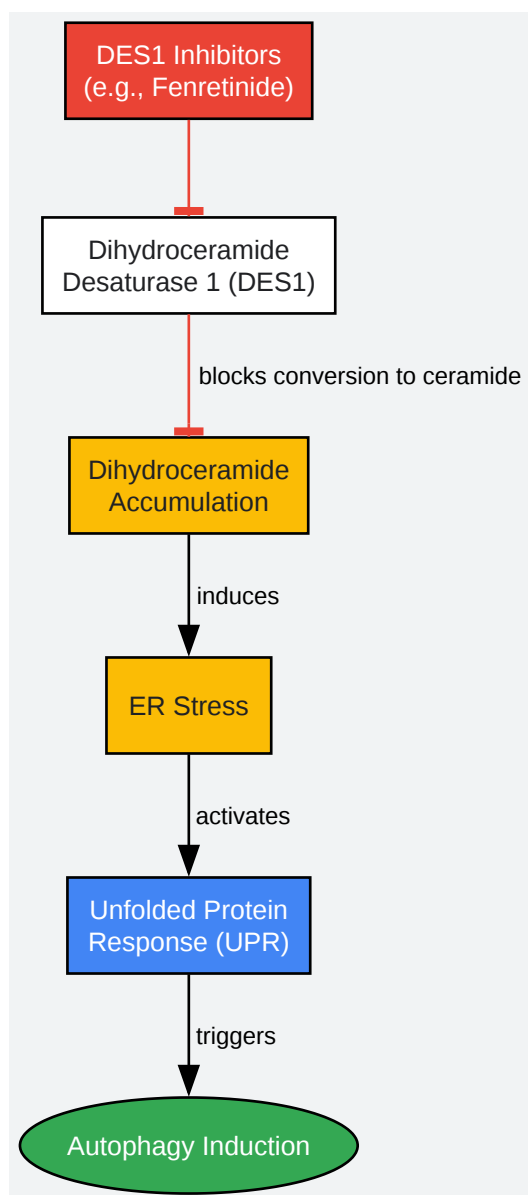 DES1 Inhibitors
(e.g., Fenretinide)
Dihydroceramide
Desaturase 1 (DES1)
blocks conversion to ceramide
Dihydroceramide
Accumulation
induces
ER Stress
activates
Unfolded Protein
Response (UPR)
triggers
Autophagy Induction